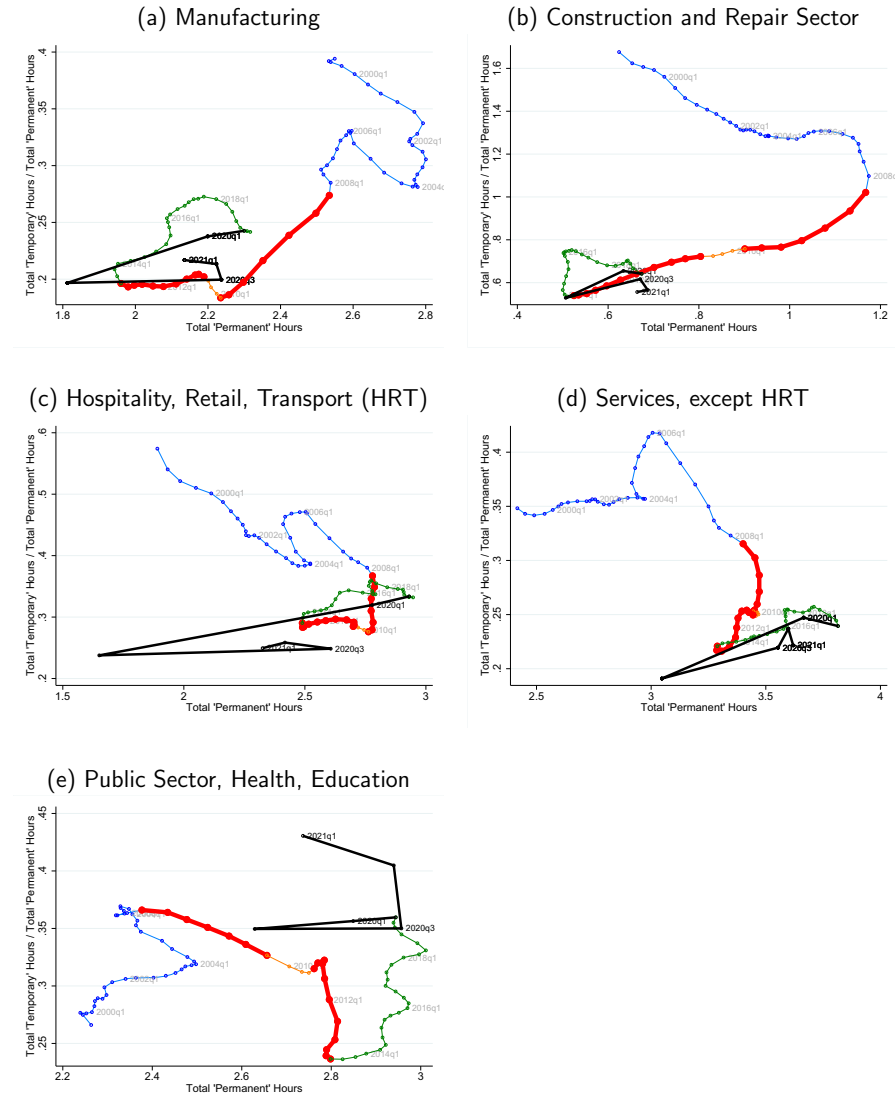 (a) Manufacturing
Total 'Temporary' Hours / Total 'Permanent' Hours
.2 .25 .3 .35 .4
2000q1
2006q1
2002q1
2004q1
2008q1
2018q1
2016q1
2020q1
2014q1
2021q1
2020q3
2012q1
1.8 2 2.2 2.4 2.6 2.8
Total 'Permanent' Hours
(b) Construction and Repair Sector
Total 'Temporary' Hours / Total 'Permanent' Hours
.6 .8 1 1.2 1.4 1.6
2000q1
2002q1
2004q1
2006q1
2016q1
2021q1
.4 .6 .8 1 1.2
Total 'Permanent' Hours
(c) Hospitality, Retail, Transport (HRT)
Total 'Temporary' Hours / Total 'Permanent' Hours
.2 .3 .4 .5 .6
2000q1
2006q1
2002q1
2004q1
2008q1
2018q1
2020q1
2021q1
2020q3
1.5 2 2.5 3
Total 'Permanent' Hours
(d) Services, except HRT
Total 'Temporary' Hours / Total 'Permanent' Hours
.2 .25 .3 .35 .4
2006q1
2000q1
2004q1
2008q1
2012q1
2020q1
2016q1
2014q1
2020q3
2021q1
2.5 3 3.5 4
Total 'Permanent' Hours
(e) Public Sector, Health, Education
Total 'Temporary' Hours / Total 'Permanent' Hours
.25 .3 .35 .4 .45
2021q1
2020q1
2020q3
2004q1
2018q1
2002q1
2012q1
2016q1
2000q1
2014q1
2.2 2.4 2.6 2.8 3
Total 'Permanent' Hours